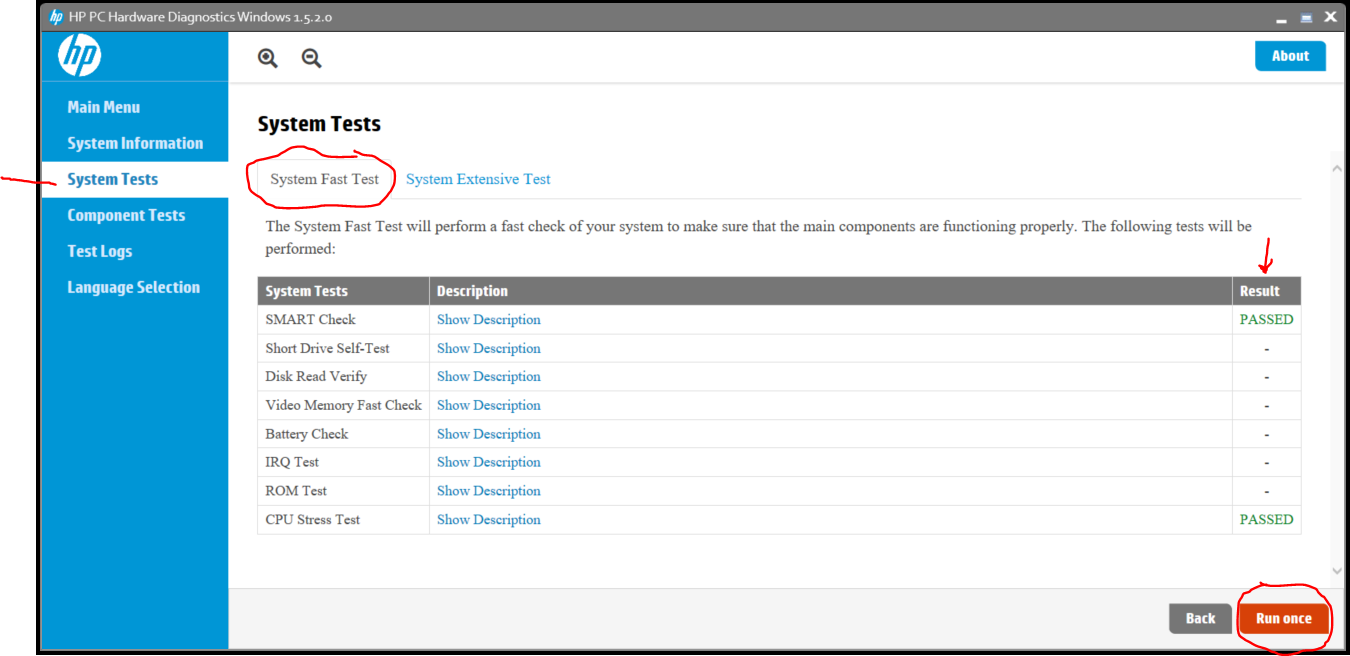 hp HP PC Hardware Diagnostics Windows 1.5.2.0
hp
About
Main Menu
System Information
System Tests
Component Tests
Test Logs
Language Selection
System Tests
System Fast Test System Extensive Test
The System Fast Test will perform a fast check of your system to make sure that the main components are functioning properly. The following tests will be
performed:
System Tests Description Result
SMART Check Show Description PASSED
Short Drive Self-Test Show Description -
Disk Read Verify Show Description -
Video Memory Fast Check Show Description -
Battery Check Show Description -
IRQ Test Show Description -
ROM Test Show Description -
CPU Stress Test Show Description PASSED
Back Run once